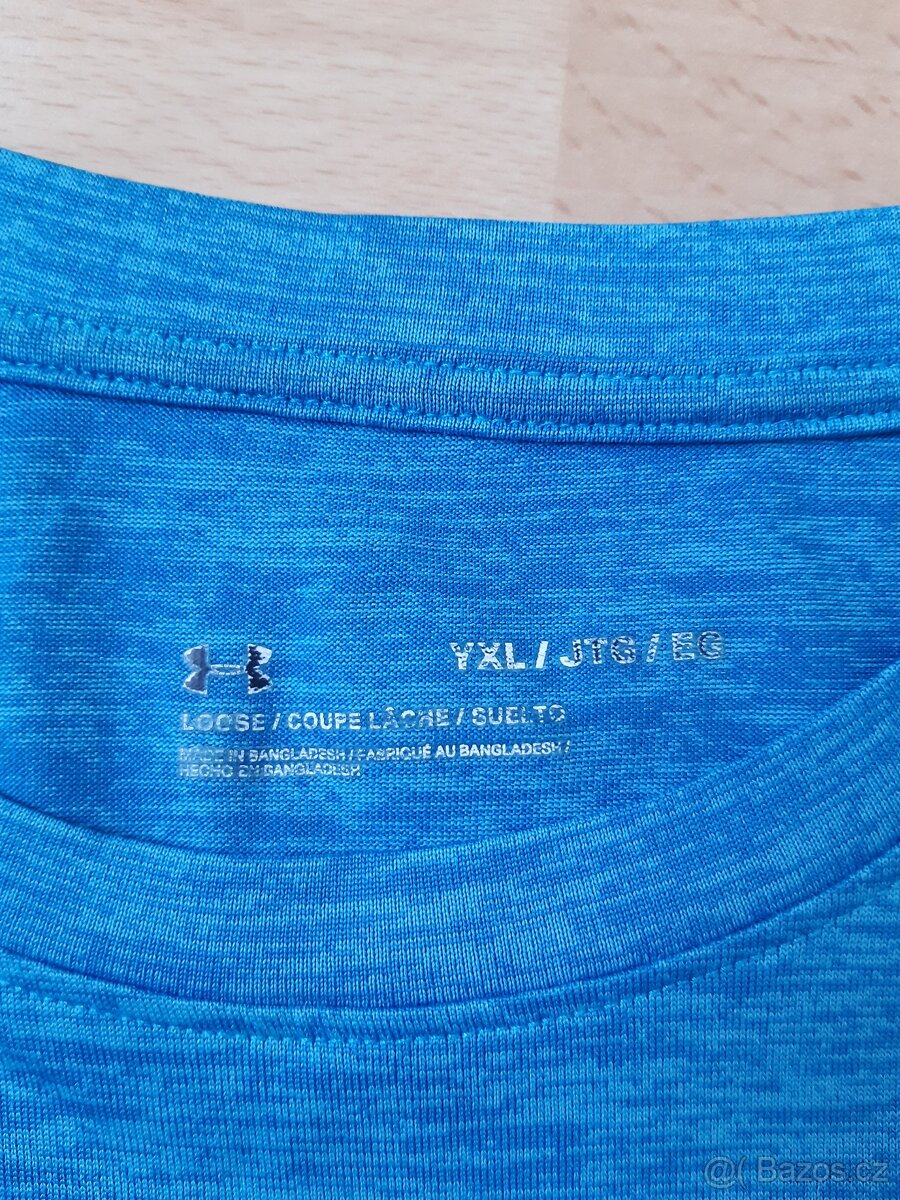 YXL / JTG / EG
LOOSE / COUPE LÂCHE / SUELTO
MADE IN BANGLADESH / FABRIQUÉ AU BANGLADESH /
HECHO EN BANGLADESH
@( Bazos.cz